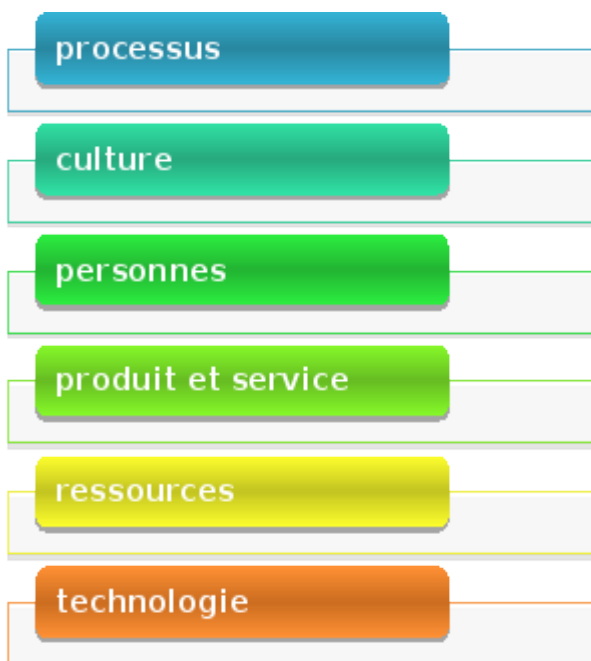 processus
culture
personnes
produit et service
ressources
technologie